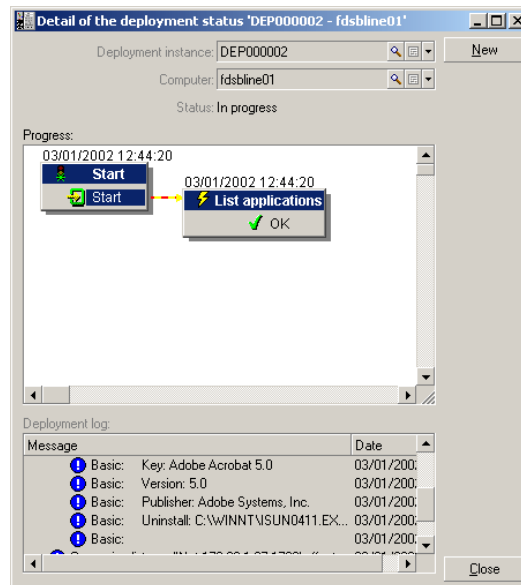 Detail of the deployment status 'DEP000002 - fdsbline01'
Deployment instance: DEP000002
New
Computer: fdsbline01
Status: In progress
Progress:
03/01/2002 12:44:20
Start
Start
03/01/2002 12:44:20
List applications
OK
Deployment log:
Message Date
Basic: Key: Adobe Acrobat 5.0 03/01/200
Basic: Version: 5.0 03/01/200
Basic: Publisher: Adobe Systems, Inc. 03/01/200
Basic: Uninstall: C:\WINNT\ISUN0411.EX... 03/01/200
Basic: 03/01/200
Close